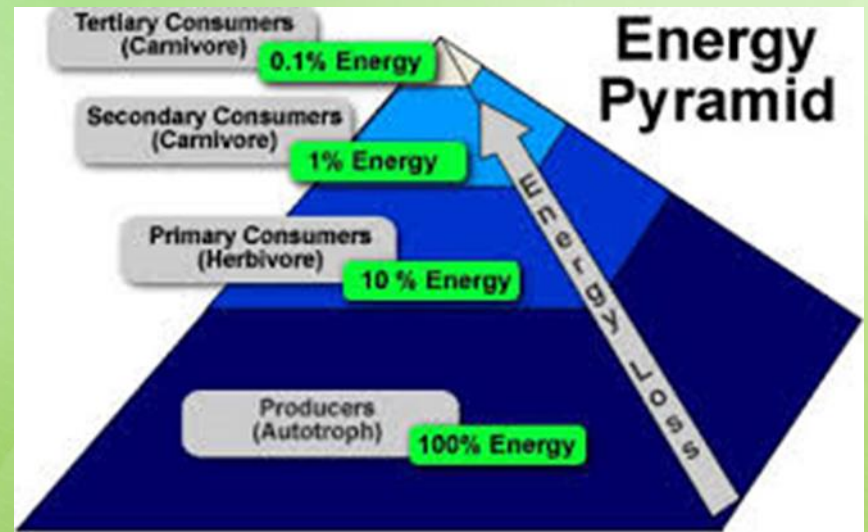 Energy
Pyramid
Tertiary Consumers
(Carnivore)
0.1% Energy
Secondary Consumers
(Carnivore)
1% Energy
Primary Consumers
(Herbivore)
10 % Energy
Producers
(Autotroph)
100% Energy
Energy Loss